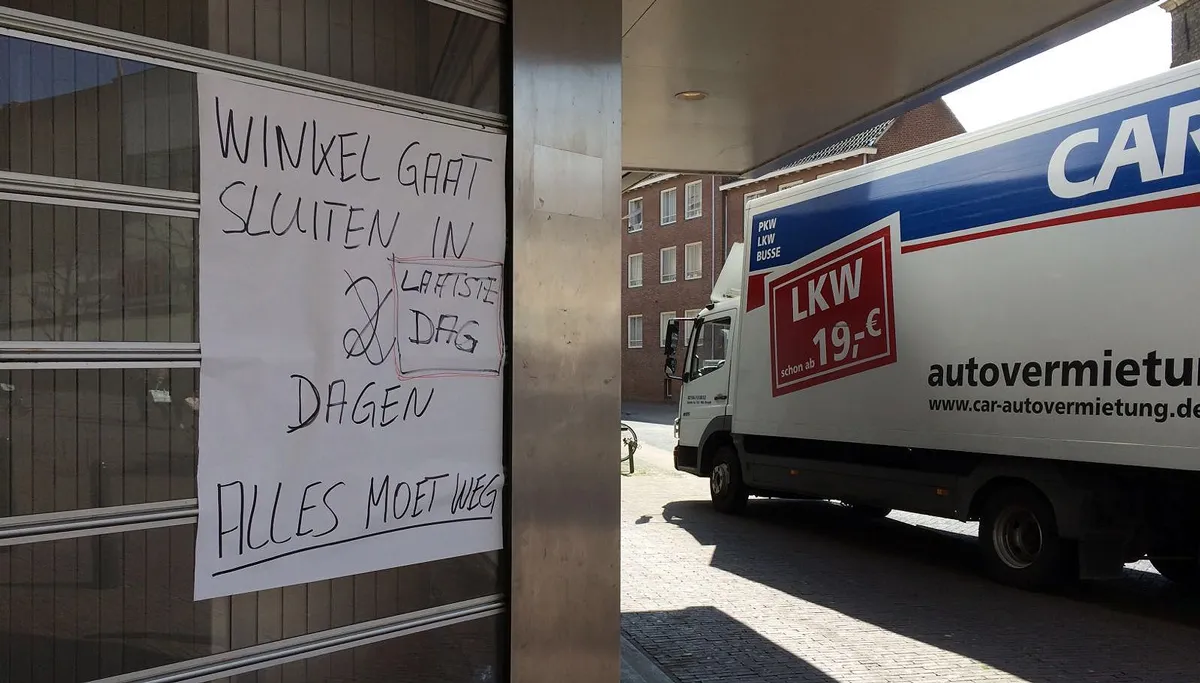 WINKEL GAAT
SLUITEN IN
LAATSTE
DAG
DAGEN
ALLES MOET WEG
CAR
PKW
LKW
BUSSE
LKW
schon ab 19,-€
autovermietu
www.car-autovermietung.de